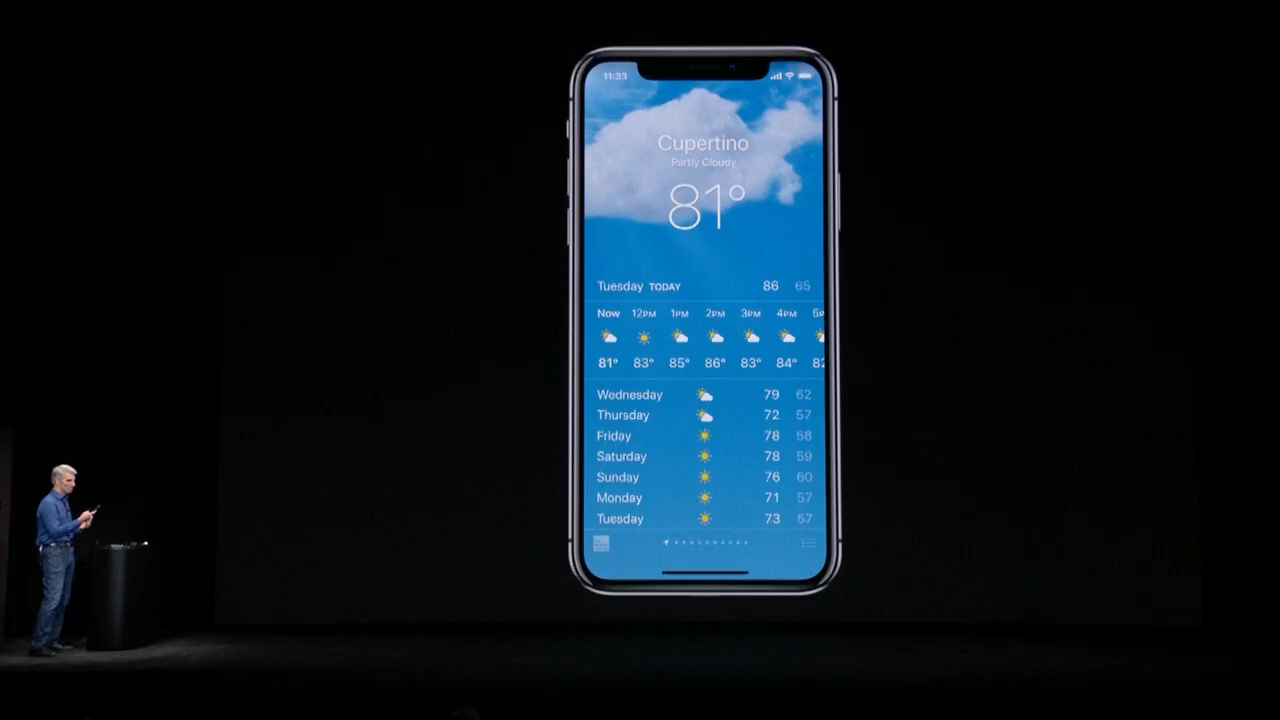 11:33
Cupertino
Partly Cloudy
81°
Tuesday TODAY 86 65
Now 12PM 1PM 2PM 3PM 4PM 5P
81° 83° 85° 86° 83° 84° 82
Wednesday 79 62
Thursday 72 57
Friday 78 58
Saturday 78 59
Sunday 76 60
Monday 71 57
Tuesday 73 57